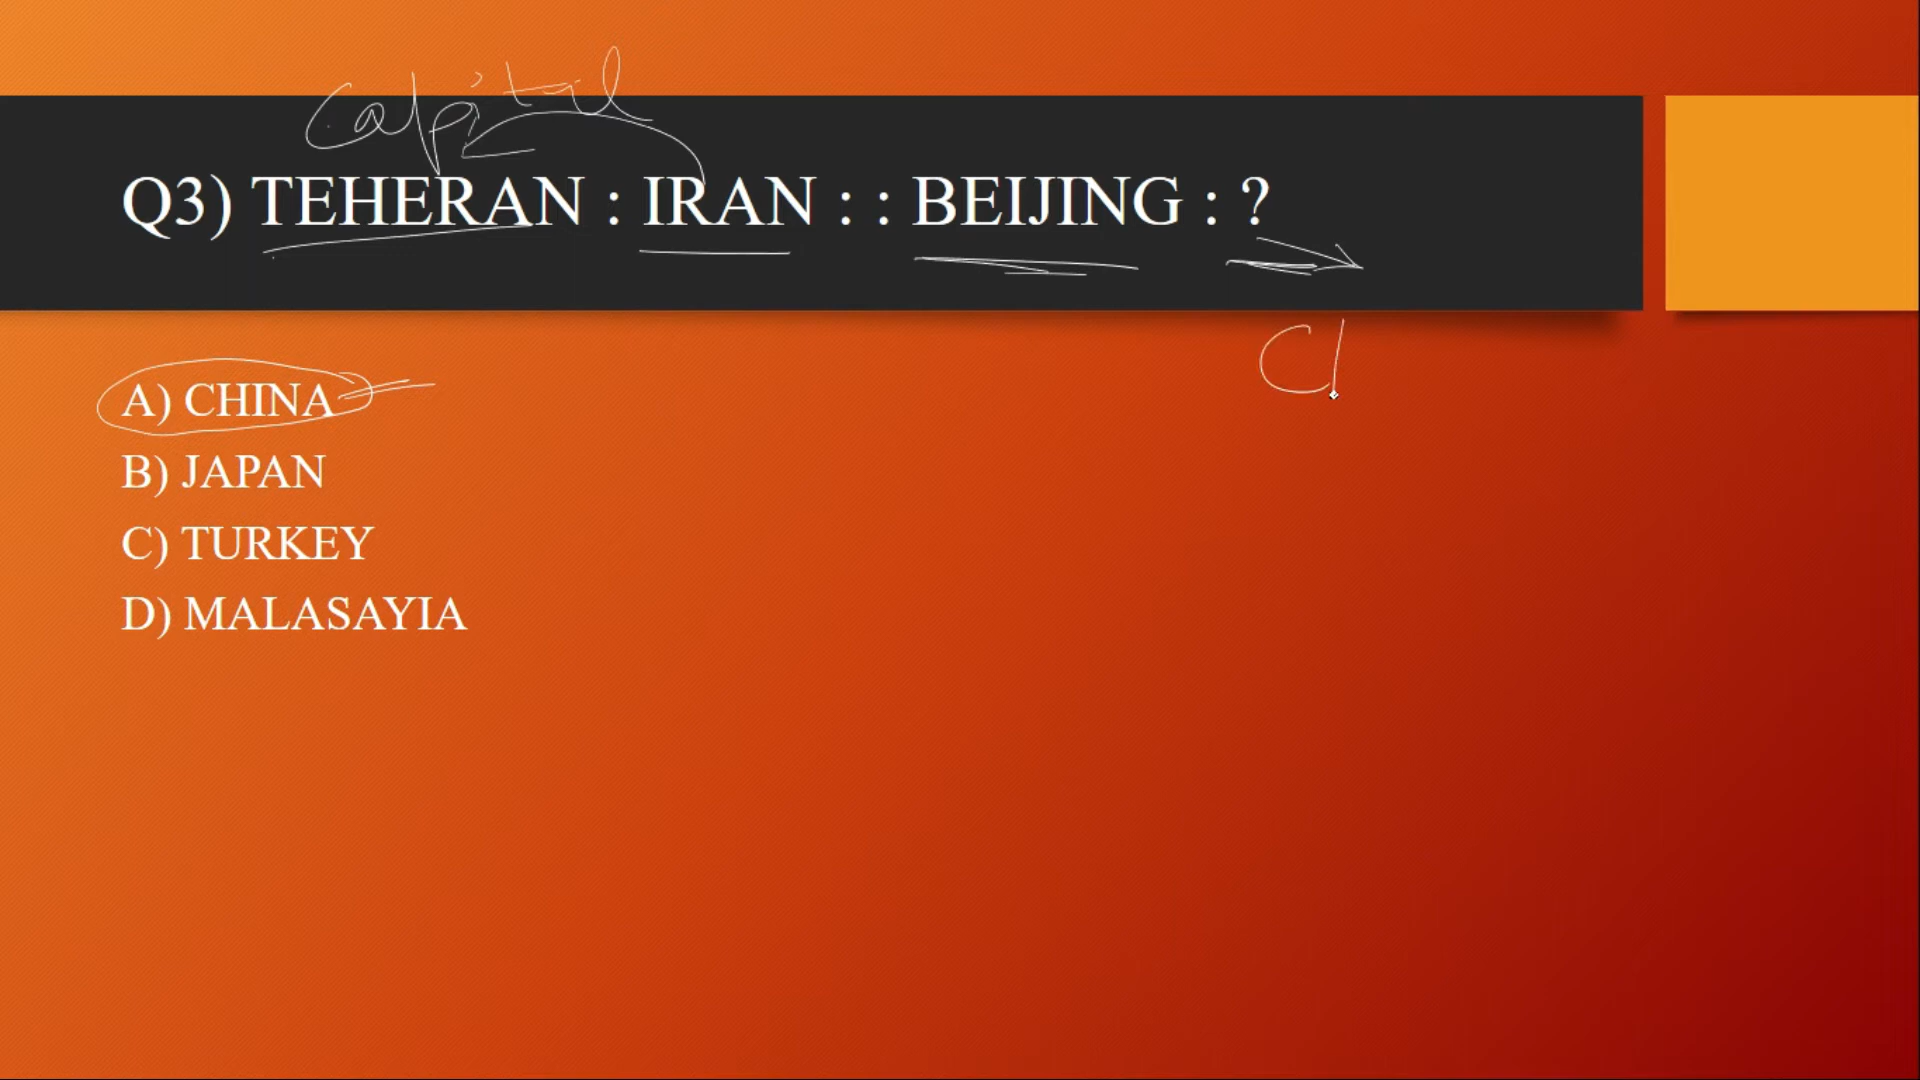 Capital
Q3) TEHERAN : IRAN : : BEIJING : ?
C
A) CHINA
B) JAPAN
C) TURKEY
D) MALASAYIA